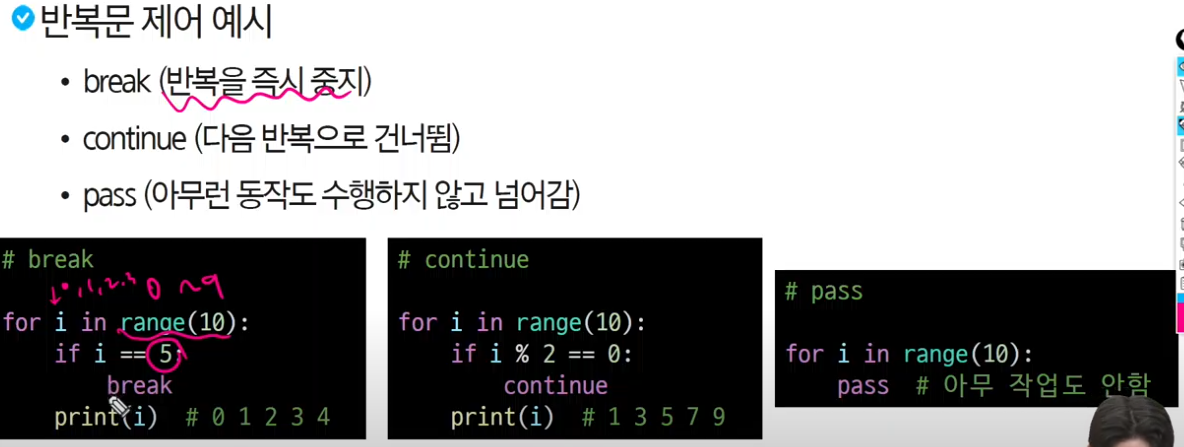 반복문 제어 예시
• break (반복을 즉시 중지)
• continue (다음 반복으로 건너뜀)
• pass (아무런 동작도 수행하지 않고 넘어감)
# break
0 ~9
for i in range(10):
if i == 5:
break
print(i) # 0 1 2 3 4
# continue
for i in range(10):
if i % 2 == 0:
continue
print(i) # 1 3 5 7 9
# pass
for i in range(10):
pass # 아무 작업도 안함